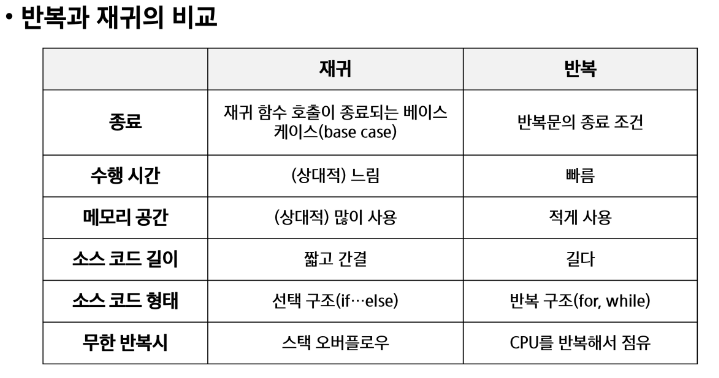 • 반복과 재귀의 비교
재귀 반복
종료 재귀 함수 호출이 종료되는 베이스 케이스(base case) 반복문의 종료 조건
수행 시간 (상대적) 느림 빠름
메모리 공간 (상대적) 많이 사용 적게 사용
소스 코드 길이 짧고 간결 길다
소스 코드 형태 선택 구조(if…else) 반복 구조(for, while)
무한 반복시 스택 오버플로우 CPU를 반복해서 점유